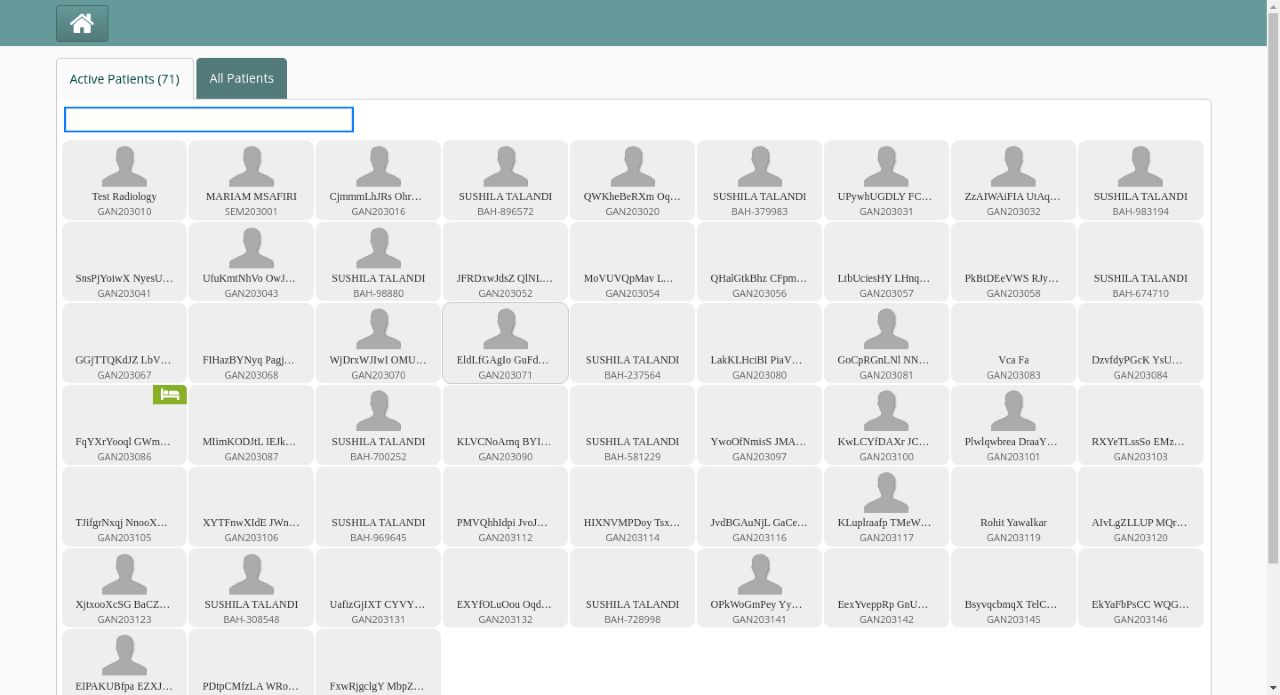 Active Patients (71)
All Patients
Test Radiology
GAN203010
MARIAM MSAFIRI
SEM203001
CjmmmLhJRs Ohr…
GAN203016
SUSHILA TALANDI
BAH-896572
QWKheBeRXm Oq…
GAN203020
SUSHILA TALANDI
BAH-379983
UPywhUGDLY FC…
GAN203031
ZzAIWAiFIA UtAq…
GAN203032
SUSHILA TALANDI
BAH-983194
SnsPjYoiwX NyesU…
GAN203041
UfuKmtNhVo OwJ…
GAN203043
SUSHILA TALANDI
BAH-98880
JFRDxwJdsZ QlNL…
GAN203052
MoVUVQpMav L…
GAN203054
QHalGtkBhz CFpm…
GAN203056
LtbUciesHY LHnq…
GAN203057
PkBtDEeVWS RJy…
GAN203058
SUSHILA TALANDI
BAH-674710
GGjTTQKdJZ LbV…
GAN203067
FIHazBYNyq Pagj…
GAN203068
WjDrxWJIwI OMU…
GAN203070
EldLfGAgIo GuFd…
GAN203071
SUSHILA TALANDI
BAH-237564
LakKLHciBI PiaV…
GAN203080
GoCpRGnLNl NN…
GAN203081
Vca Fa
GAN203083
DzvfdyPGcK YsU…
GAN203084
FqYXrYooql GWm…
GAN203086
MIimKODJtL IEJk…
GAN203087
SUSHILA TALANDI
BAH-700252
KLVCNoAmq BYI…
GAN203090
SUSHILA TALANDI
BAH-581229
YwoOfNmisS JMA…
GAN203097
KwLCYfDAXr JC…
GAN203100
Plwlqwbrea DraaY…
GAN203101
RXYeTLssSo EMz…
GAN203103
TJifgrNxqj NnooX…
GAN203105
XYTFnwXIdE JWn…
GAN203106
SUSHILA TALANDI
BAH-969645
PMVQhhIdpi JvoJ…
GAN203112
HIXNVMPDoy Tsx…
GAN203114
JvdBGAuNjL GaCe…
GAN203116
KLuplraafp TMeW…
GAN203117
Rohit Yawalkar
GAN203119
AIvLgZLLUP MQr…
GAN203120
XjtxooXcSG BaCZ…
GAN203123
SUSHILA TALANDI
BAH-308548
UafizGjIXT CYVY…
GAN203131
EXYfOLuOou Oqd…
GAN203132
SUSHILA TALANDI
BAH-728998
OPkWoGmPey Yy…
GAN203141
EexYveppRp GnU…
GAN203142
BsyvqcbmqX TelC…
GAN203145
EkYaFbPsCC WQG…
GAN203146
EIPAKUBfpa EZXJ…
PDtpCMfzLA WRo…
FxwRjgclgY MbpZ…